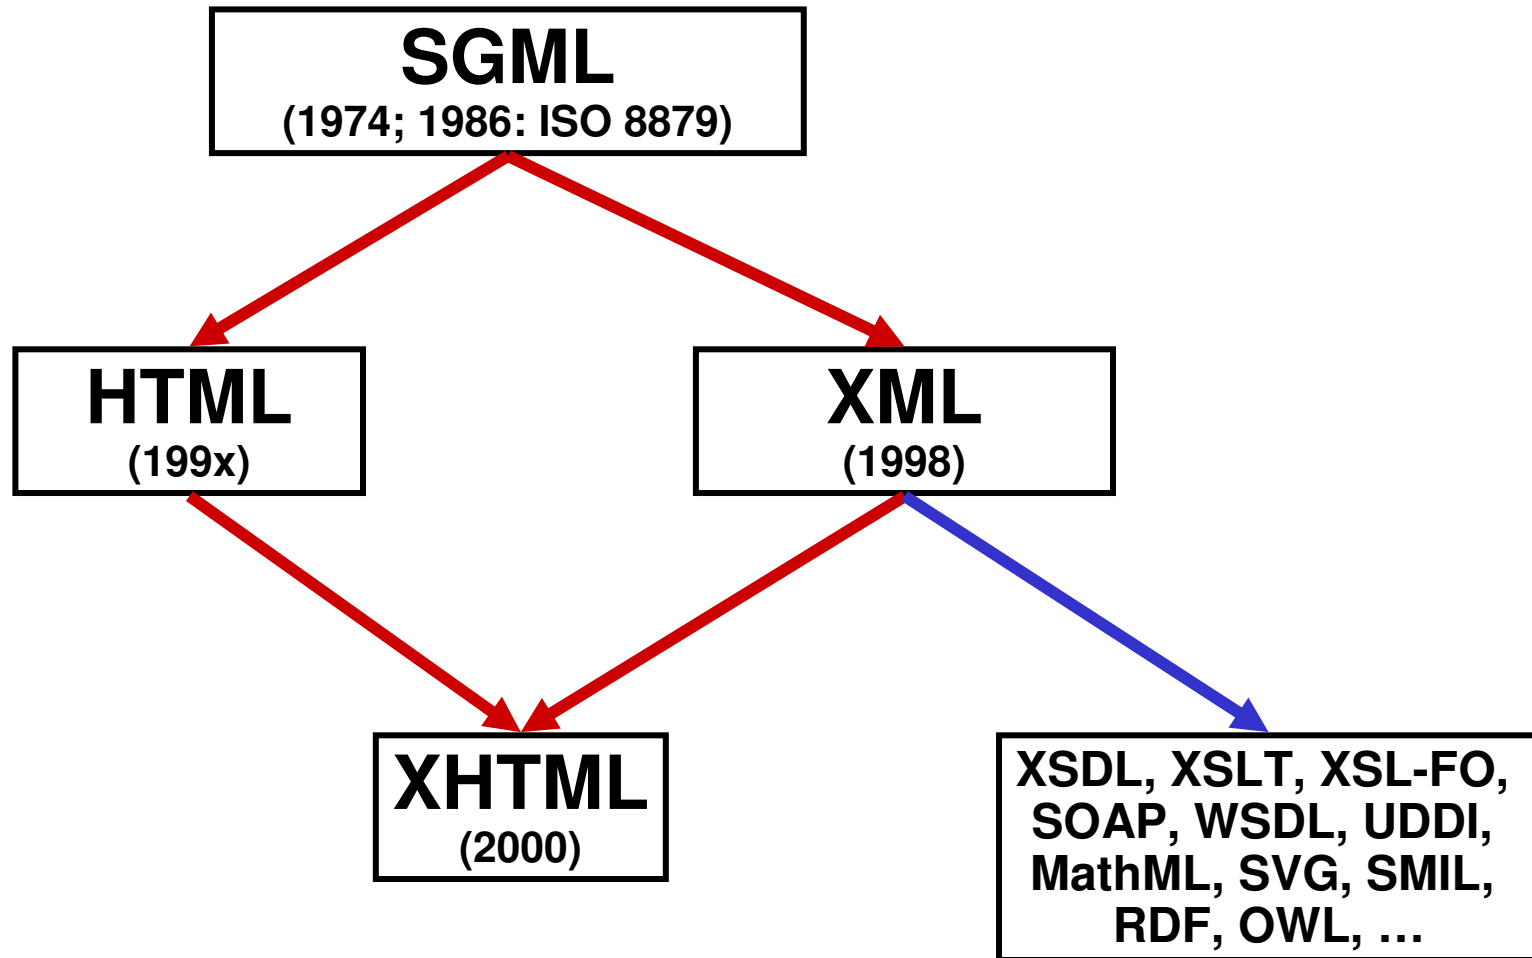 SGML
(1974; 1986: ISO 8879)
HTML
(199x)
XML
(1998)
XHTML
(2000)
XSDL, XSLT, XSL-FO,
SOAP, WSDL, UDDI,
MathML, SVG, SMIL,
RDF, OWL, …